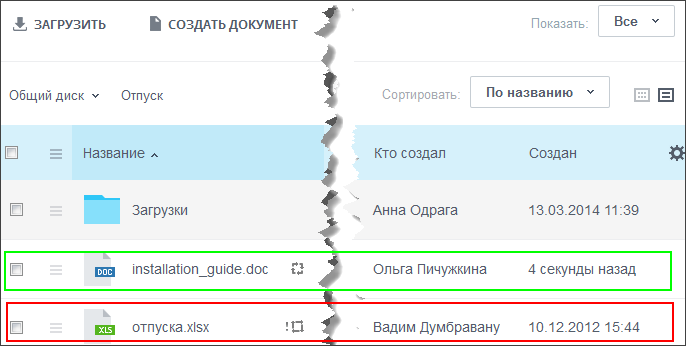 ЗАГРУЗИТЬ СОЗДАТЬ ДОКУМЕНТ Показать: Все
Общий диск Отпуск Сортировать: По названию
Название Кто создал Создан
Загрузки Анна Одрага 13.03.2014 11:39
DOC installation_guide.doc Ольга Пичужкина 4 секунды назад
XLS отпуска.xlsx ! Вадим Думбравану 10.12.2012 15:44